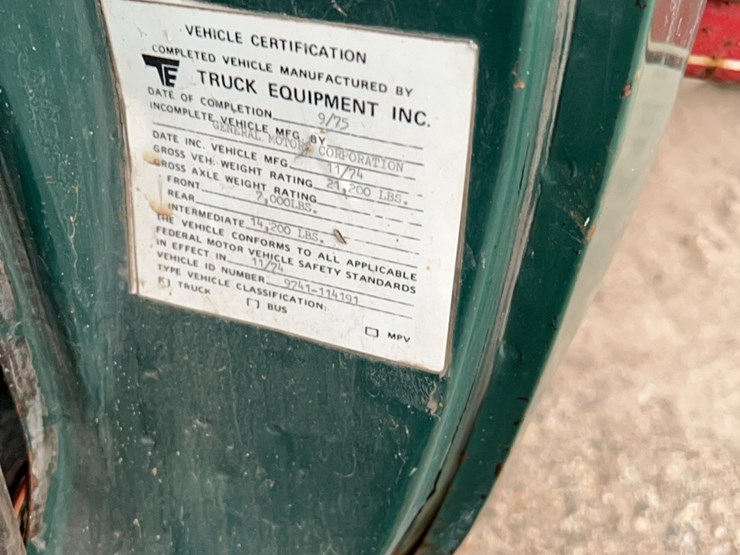 VEHICLE CERTIFICATION
COMPLETED VEHICLE MANUFACTURED BY
TE TRUCK EQUIPMENT INC.
DATE OF COMPLETION 9/75
INCOMPLETE VEHICLE MFG. BY
GENERAL MOTORS CORPORATION
DATE INC. VEHICLE MFG. 11/74
GROSS VEH. WEIGHT RATING 21,200 LBS.
GROSS AXLE WEIGHT RATING
FRONT 7,000LBS.
REAR
INTERMEDIATE 14,200 LBS.
THE VEHICLE CONFORMS TO ALL APPLICABLE
FEDERAL MOTOR VEHICLE SAFETY STANDARDS
IN EFFECT IN 11/74
VEHICLE ID NUMBER 9741-114191
TYPE VEHICLE CLASSIFICATION:
TRUCK BUS MPV